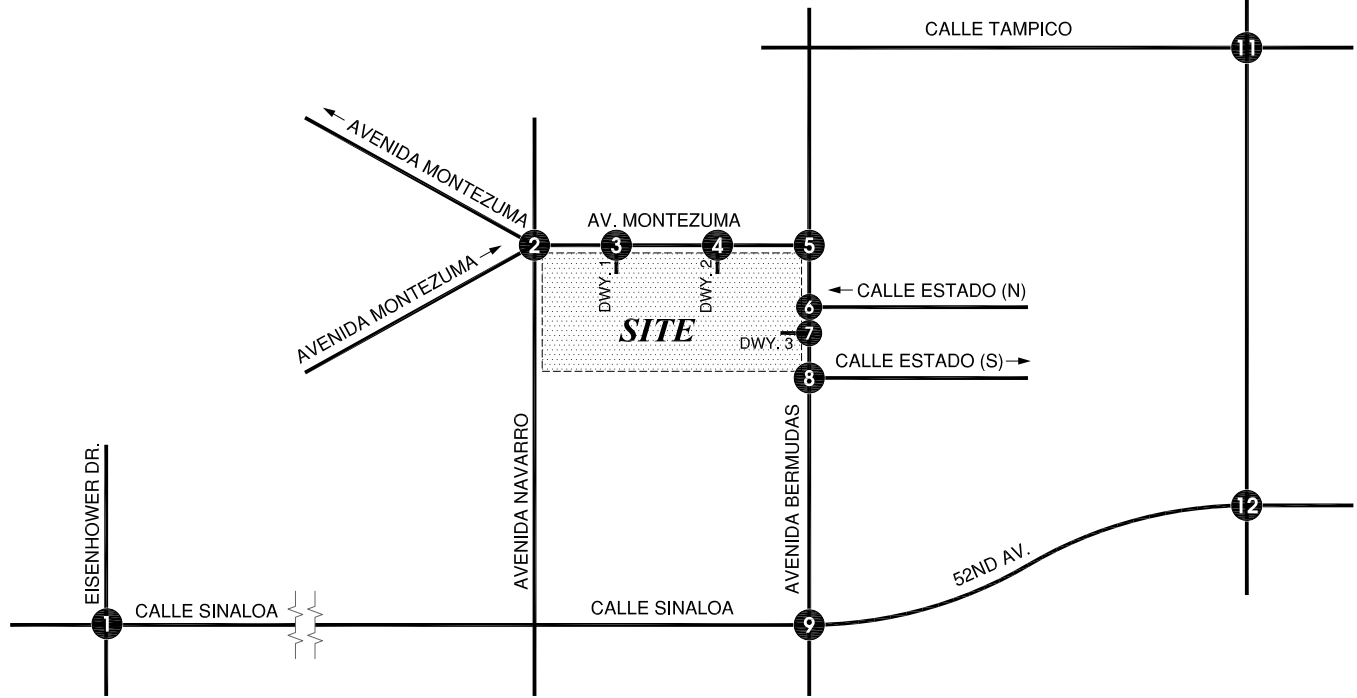 CALLE TAMPICO
11
AVENIDA MONTEZUMA
AV. MONTEZUMA
2
3
4
5
AVENIDA MONTEZUMA
DWY. 1
DWY. 2
CALLE ESTADO (N)
6
SITE
7
DWY. 3
CALLE ESTADO (S)
8
EISENHOWER DR.
AVENIDA NAVARRO
AVENIDA BERMUDAS
12
52ND AV.
1
CALLE SINALOA
CALLE SINALOA
9